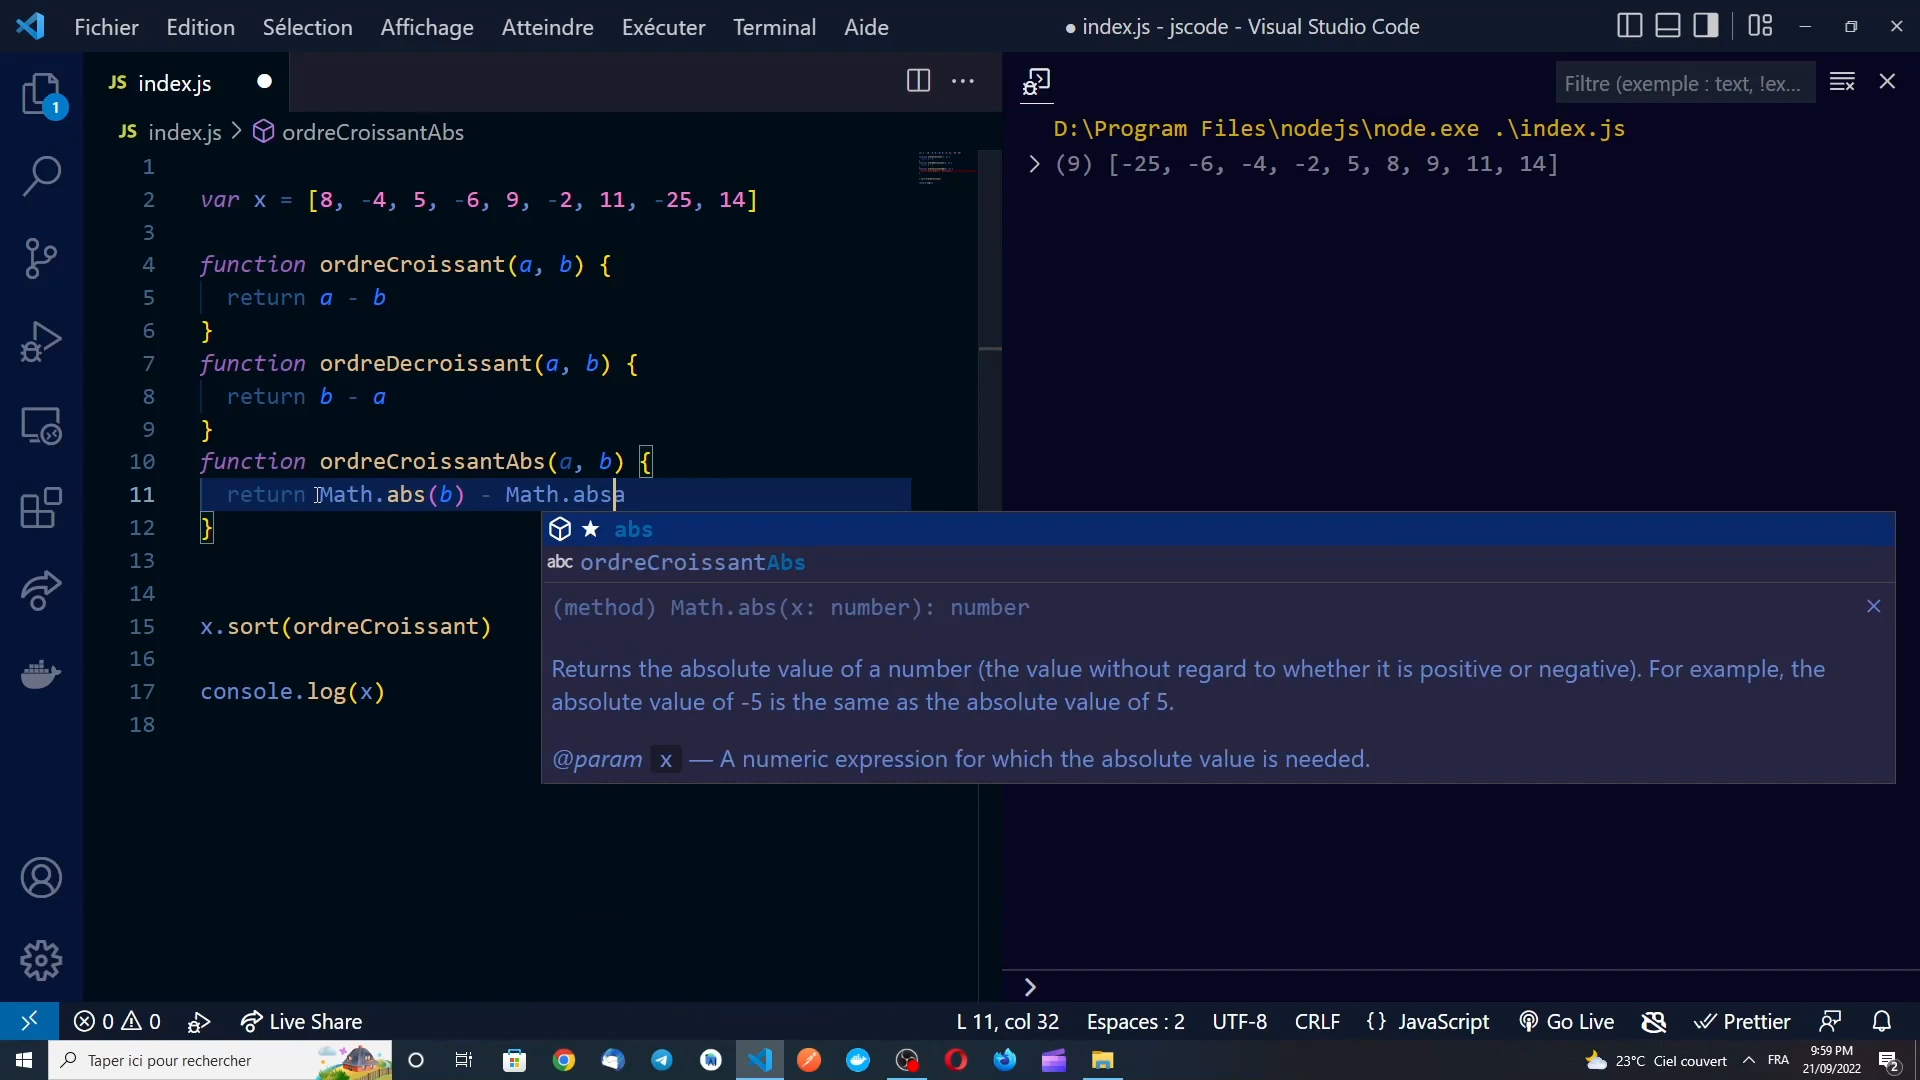 Fichier Edition Sélection Affichage Atteindre Exécuter Terminal Aide
● index.js - jscode - Visual Studio Code
1
JS index.js
Filtre (exemple : text, !ex...
JS index.js > ordreCroissantAbs
D:\Program Files\nodejs\node.exe .\index.js
> (9) [-25, -6, -4, -2, 5, 8, 9, 11, 14]
1
2 var x = [8, -4, 5, -6, 9, -2, 11, -25, 14]
3
4 function ordreCroissant(a, b) {
5 return a - b
6 }
7 function ordreDecroissant(a, b) {
8 return b - a
9 }
10 function ordreCroissantAbs(a, b) {
11 return Math.abs(b) - Math.absa
12 }
13
14
15 x.sort(ordreCroissant)
16
17 console.log(x)
18
abs
abc ordreCroissantAbs
(method) Math.abs(x: number): number
Returns the absolute value of a number (the value without regard to whether it is positive or negative). For example, the
absolute value of -5 is the same as the absolute value of 5.
@param x — A numeric expression for which the absolute value is needed.
>
0 0 Live Share
L 11, col 32 Espaces : 2 UTF-8 CRLF {} JavaScript Go Live Prettier
Taper ici pour rechercher
23°C Ciel couvert FRA
9:59 PM
21/09/2022
2